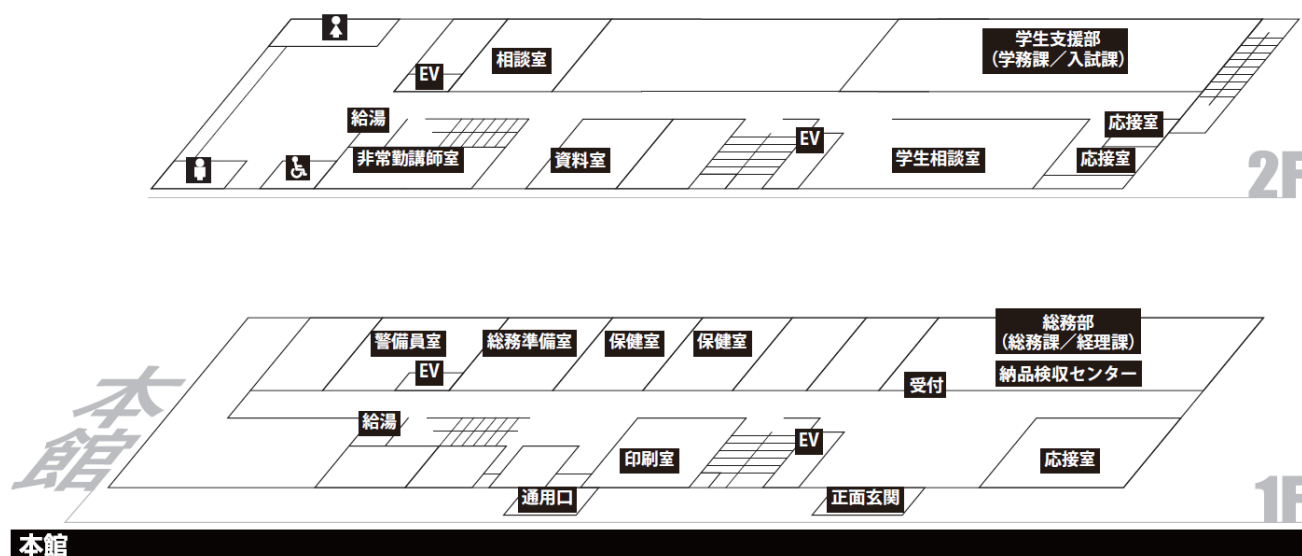 相談室
学生支援部
（学務課／入試課）
EV
給湯
応接室
EV
非常勤講師室
資料室
学生相談室
応接室
2F
警備員室
総務準備室
保健室
保健室
総務部
（総務課／経理課）
EV
受付
納品検収センター
本館
給湯
EV
印刷室
応接室
通用口
正面玄関
1F
本館